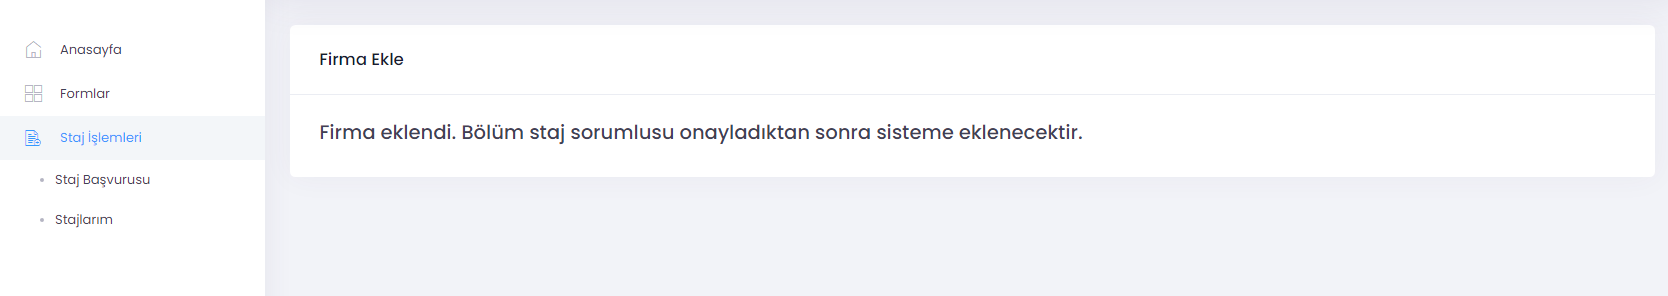 Anasayfa
Formlar
Staj İşlemleri
Staj Başvurusu
Stajlarım
Firma Ekle
Firma eklendi. Bölüm staj sorumlusu onayladıktan sonra sisteme eklenecektir.